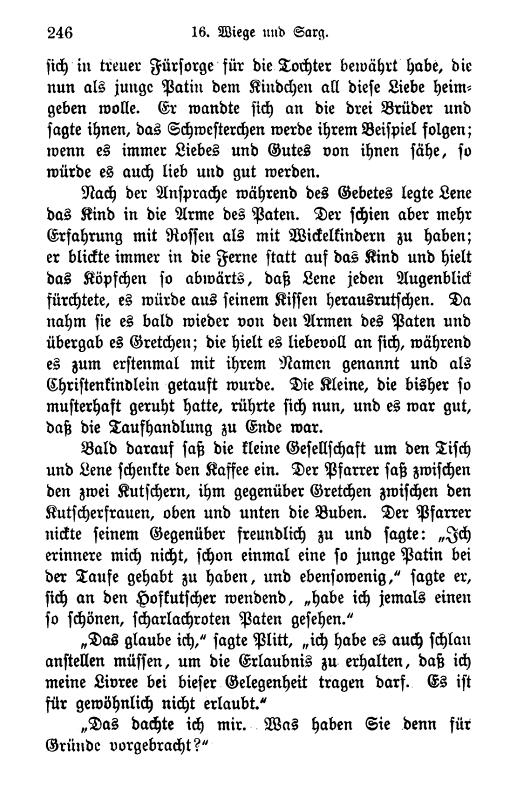 246 16. Wiege und Sarg.
sich in treuer Fürsorge für die Tochter bewährt habe, die
nun als junge Patin dem Kindchen all diese Liebe heim-
geben wolle. Er wandte sich an die drei Brüder und
sagte ihnen, das Schwesterchen werde ihrem Beispiel folgen;
wenn es immer Liebes und Gutes von ihnen sähe, so
würde es auch lieb und gut werden.
Nach der Ansprache während des Gebetes legte Lene
das Kind in die Arme des Paten. Der schien aber mehr
Erfahrung mit Rossen als mit Wickelkindern zu haben;
er blickte immer in die Ferne statt auf das Kind und hielt
das Köpfchen so abwärts, daß Lene jeden Augenblick
fürchtete, es würde aus seinem Kissen herausrutschen. Da
nahm sie es bald wieder von den Armen des Paten und
übergab es Gretchen; die hielt es liebevoll an sich, während
es zum erstenmal mit ihrem Namen genannt und als
Christenkindlein getauft wurde. Die Kleine, die bisher so
musterhaft geruht hatte, rührte sich nun, und es war gut,
daß die Taufhandlung zu Ende war.
Bald darauf saß die kleine Gesellschaft um den Tisch
und Lene schenkte den Kaffee ein. Der Pfarrer saß zwischen
den zwei Kutschern, ihm gegenüber Gretchen zwischen den
Kutscherfrauen, oben und unten die Buben. Der Pfarrer
nickte seinem Gegenüber freundlich zu und sagte: „Ich
erinnere mich nicht, schon einmal eine so junge Patin bei
der Taufe gehabt zu haben, und ebensowenig,“ sagte er,
sich an den Hofkutscher wendend, „habe ich jemals einen
so schönen, scharlachroten Paten gesehen.“
„Das glaube ich,“ sagte Plitt, „ich habe es auch schlau
anstellen müssen, um die Erlaubnis zu erhalten, daß ich
meine Livree bei dieser Gelegenheit tragen darf. Es ist
für gewöhnlich nicht erlaubt.“
„Das dachte ich mir. Was haben Sie denn für
Gründe vorgebracht?“